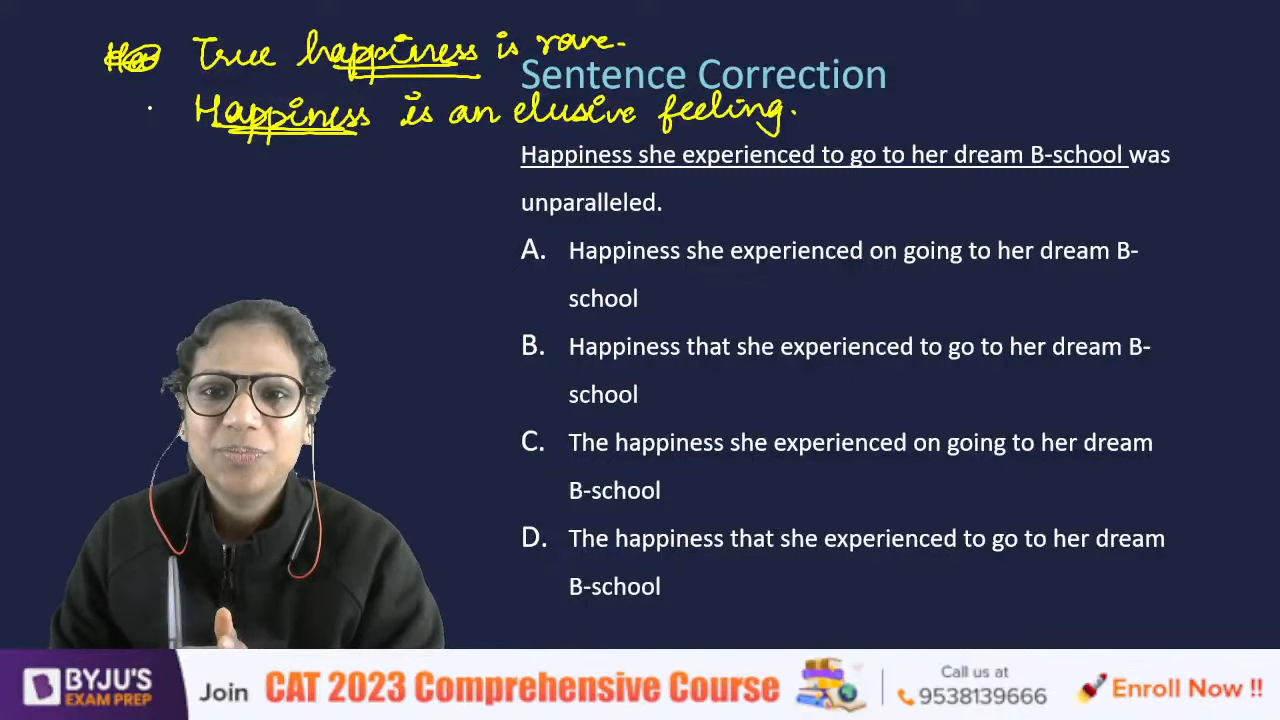 True happiness is rare.
Sentence Correction
Happiness is an elusive feeling.
Happiness she experienced to go to her dream B-school was
unparalleled.
A. Happiness she experienced on going to her dream B-
school
B. Happiness that she experienced to go to her dream B-
school
C. The happiness she experienced on going to her dream
B-school
D. The happiness that she experienced to go to her dream
B-school
BYJU'S
EXAM PREP
Join CAT 2023 Comprehensive Course
Call us at
9538139666
Enroll Now !!